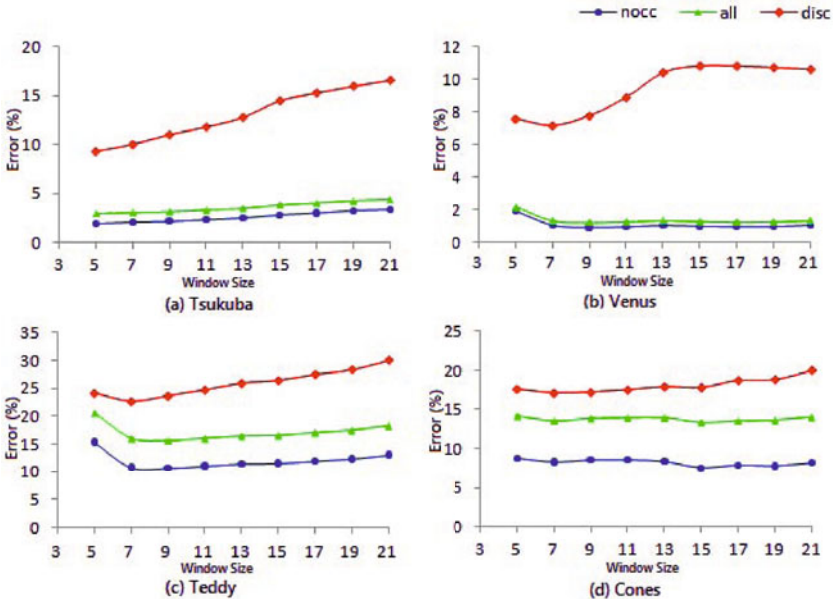 nocc all disc
20
15
10
5
0
Error (%)
3 5 7 9 11 13 15 17 19 21
Window Size
(a) Tsukuba
12
10
8
6
4
2
0
Error (%)
3 5 7 9 11 13 15 17 19 21
Window Size
(b) Venus
35
30
25
20
15
10
5
0
Error (%)
3 5 7 9 11 13 15 17 19 21
Window Size
(c) Teddy
25
20
15
10
5
0
Error (%)
3 5 7 9 11 13 15 17 19 21
Window Size
(d) Cones